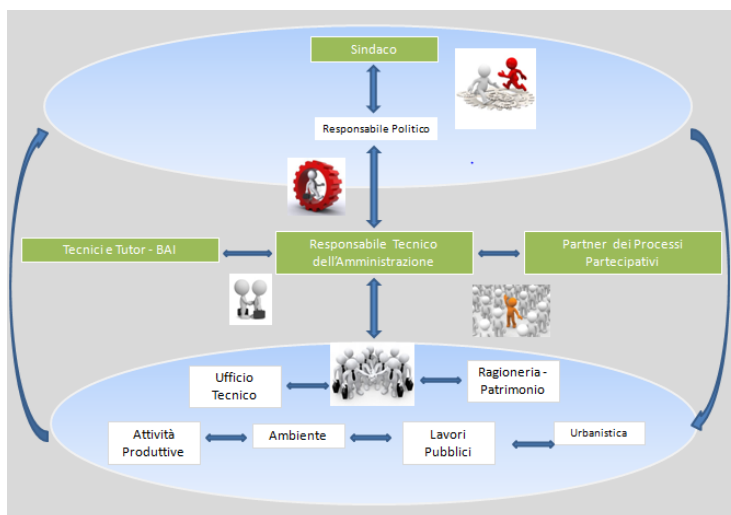 Sindaco
Responsabile Politico
Tecnici e Tutor - BAI
Responsabile Tecnico
dell'Amministrazione
Partner dei Processi
Partecipativi
Ufficio
Tecnico
Ragioneria -
Patrimonio
Attività
Produttive
Ambiente
Lavori
Pubblici
Urbanistica